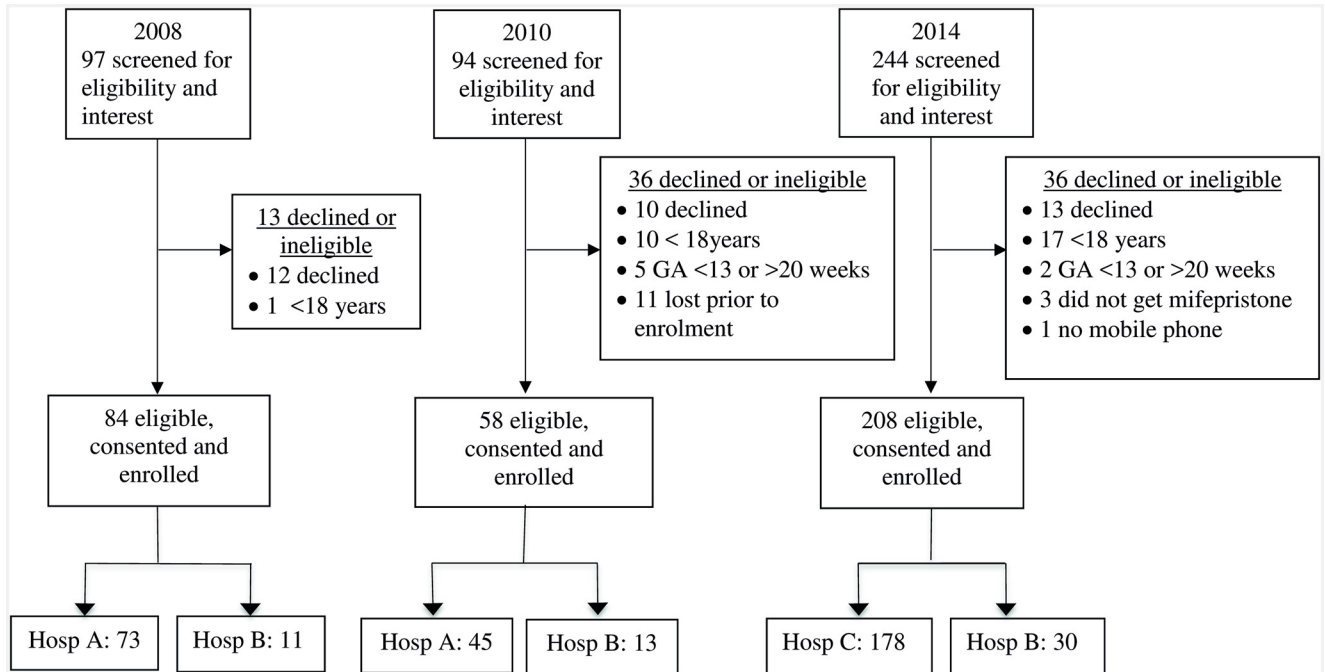 2008
97 screened for
eligibility and
interest
13 declined or
ineligible
• 12 declined
• 1 <18 years
84 eligible,
consented and
enrolled
Hosp A: 73
Hosp B: 11
2010
94 screened for
eligibility and
interest
36 declined or ineligible
• 10 declined
• 10 < 18years
• 5 GA <13 or >20 weeks
• 11 lost prior to
enrolment
58 eligible,
consented and
enrolled
Hosp A: 45
Hosp B: 13
2014
244 screened
for eligibility
and interest
36 declined or ineligible
• 13 declined
• 17 <18 years
• 2 GA <13 or >20 weeks
• 3 did not get mifepristone
• 1 no mobile phone
208 eligible,
consented and
enrolled
Hosp C: 178
Hosp B: 30